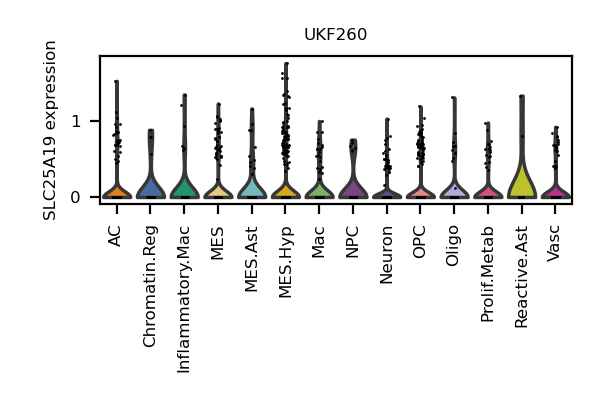 UKF260
SLC25A19 expression
1
0
AC
Chromatin.Reg
Inflammatory.Mac
MES
MES.Ast
MES.Hyp
Mac
NPC
Neuron
OPC
Oligo
Prolif.Metab
Reactive.Ast
Vasc